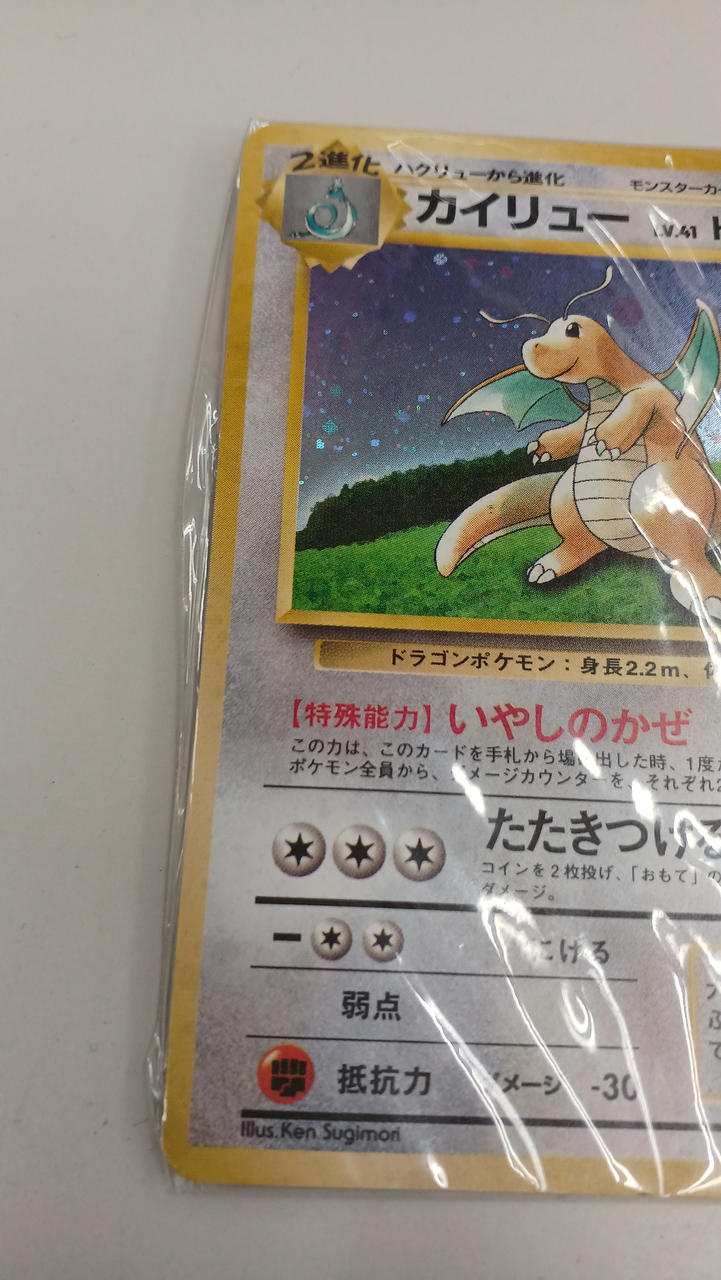 2進化 ハクリューから進化 モンスターカー
カイリュー LV.41 H
ドラゴンポケモン：身長2.2m、体
【特殊能力】いやしのかぜ
この力は、このカードを手札から場に出した時、1度
ポケモン全員から、ダメージカウンターを、それぞれ2
たたきつける
コインを2枚投げ、「おもて」の
ダメージ。
にげる
弱点
抵抗力 ダメージ -30
Illus.Ken Sugimori